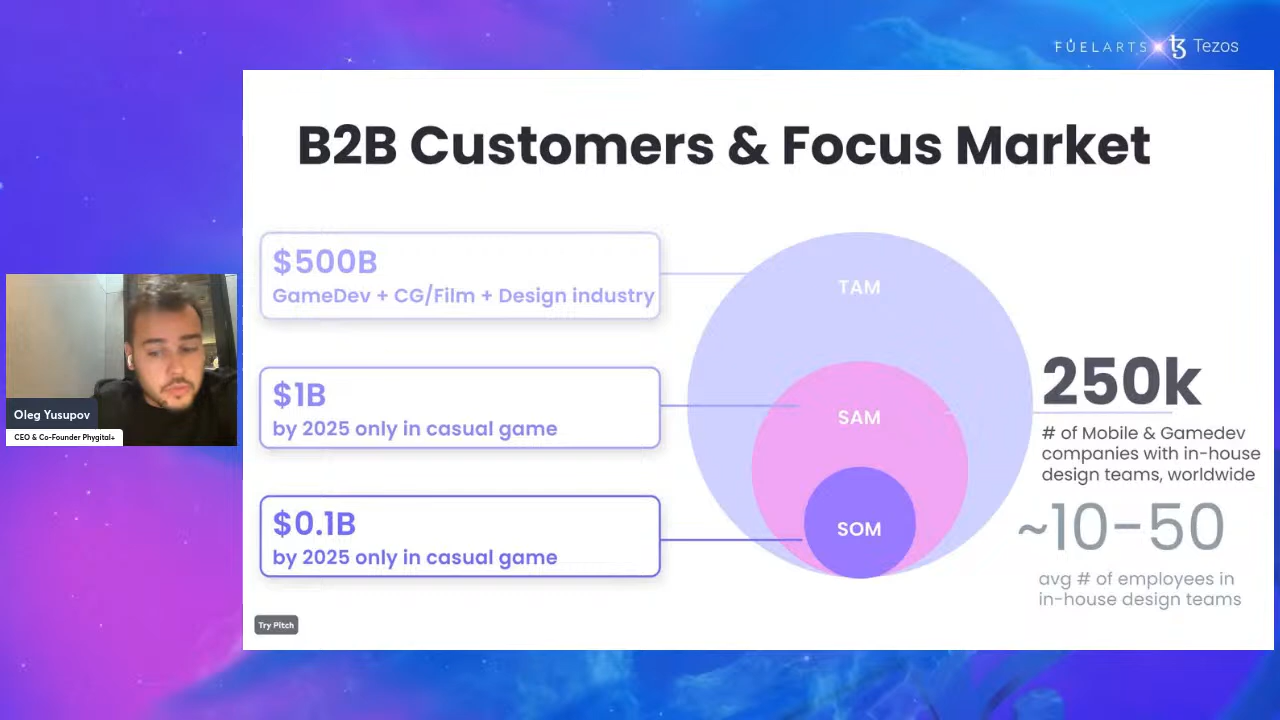 FUELARTS Tezos
B2B Customers & Focus Market
$500B
GameDev + CG/Film + Design industry
$1B
by 2025 only in casual game
$0.1B
by 2025 only in casual game
TAM
SAM
SOM
250k
# of Mobile & Gamedev
companies with in-house
design teams, worldwide
~10-50
avg # of employees in
in-house design teams
Try Pitch
Oleg Yusupov
CEO & Co-Founder Phygital+